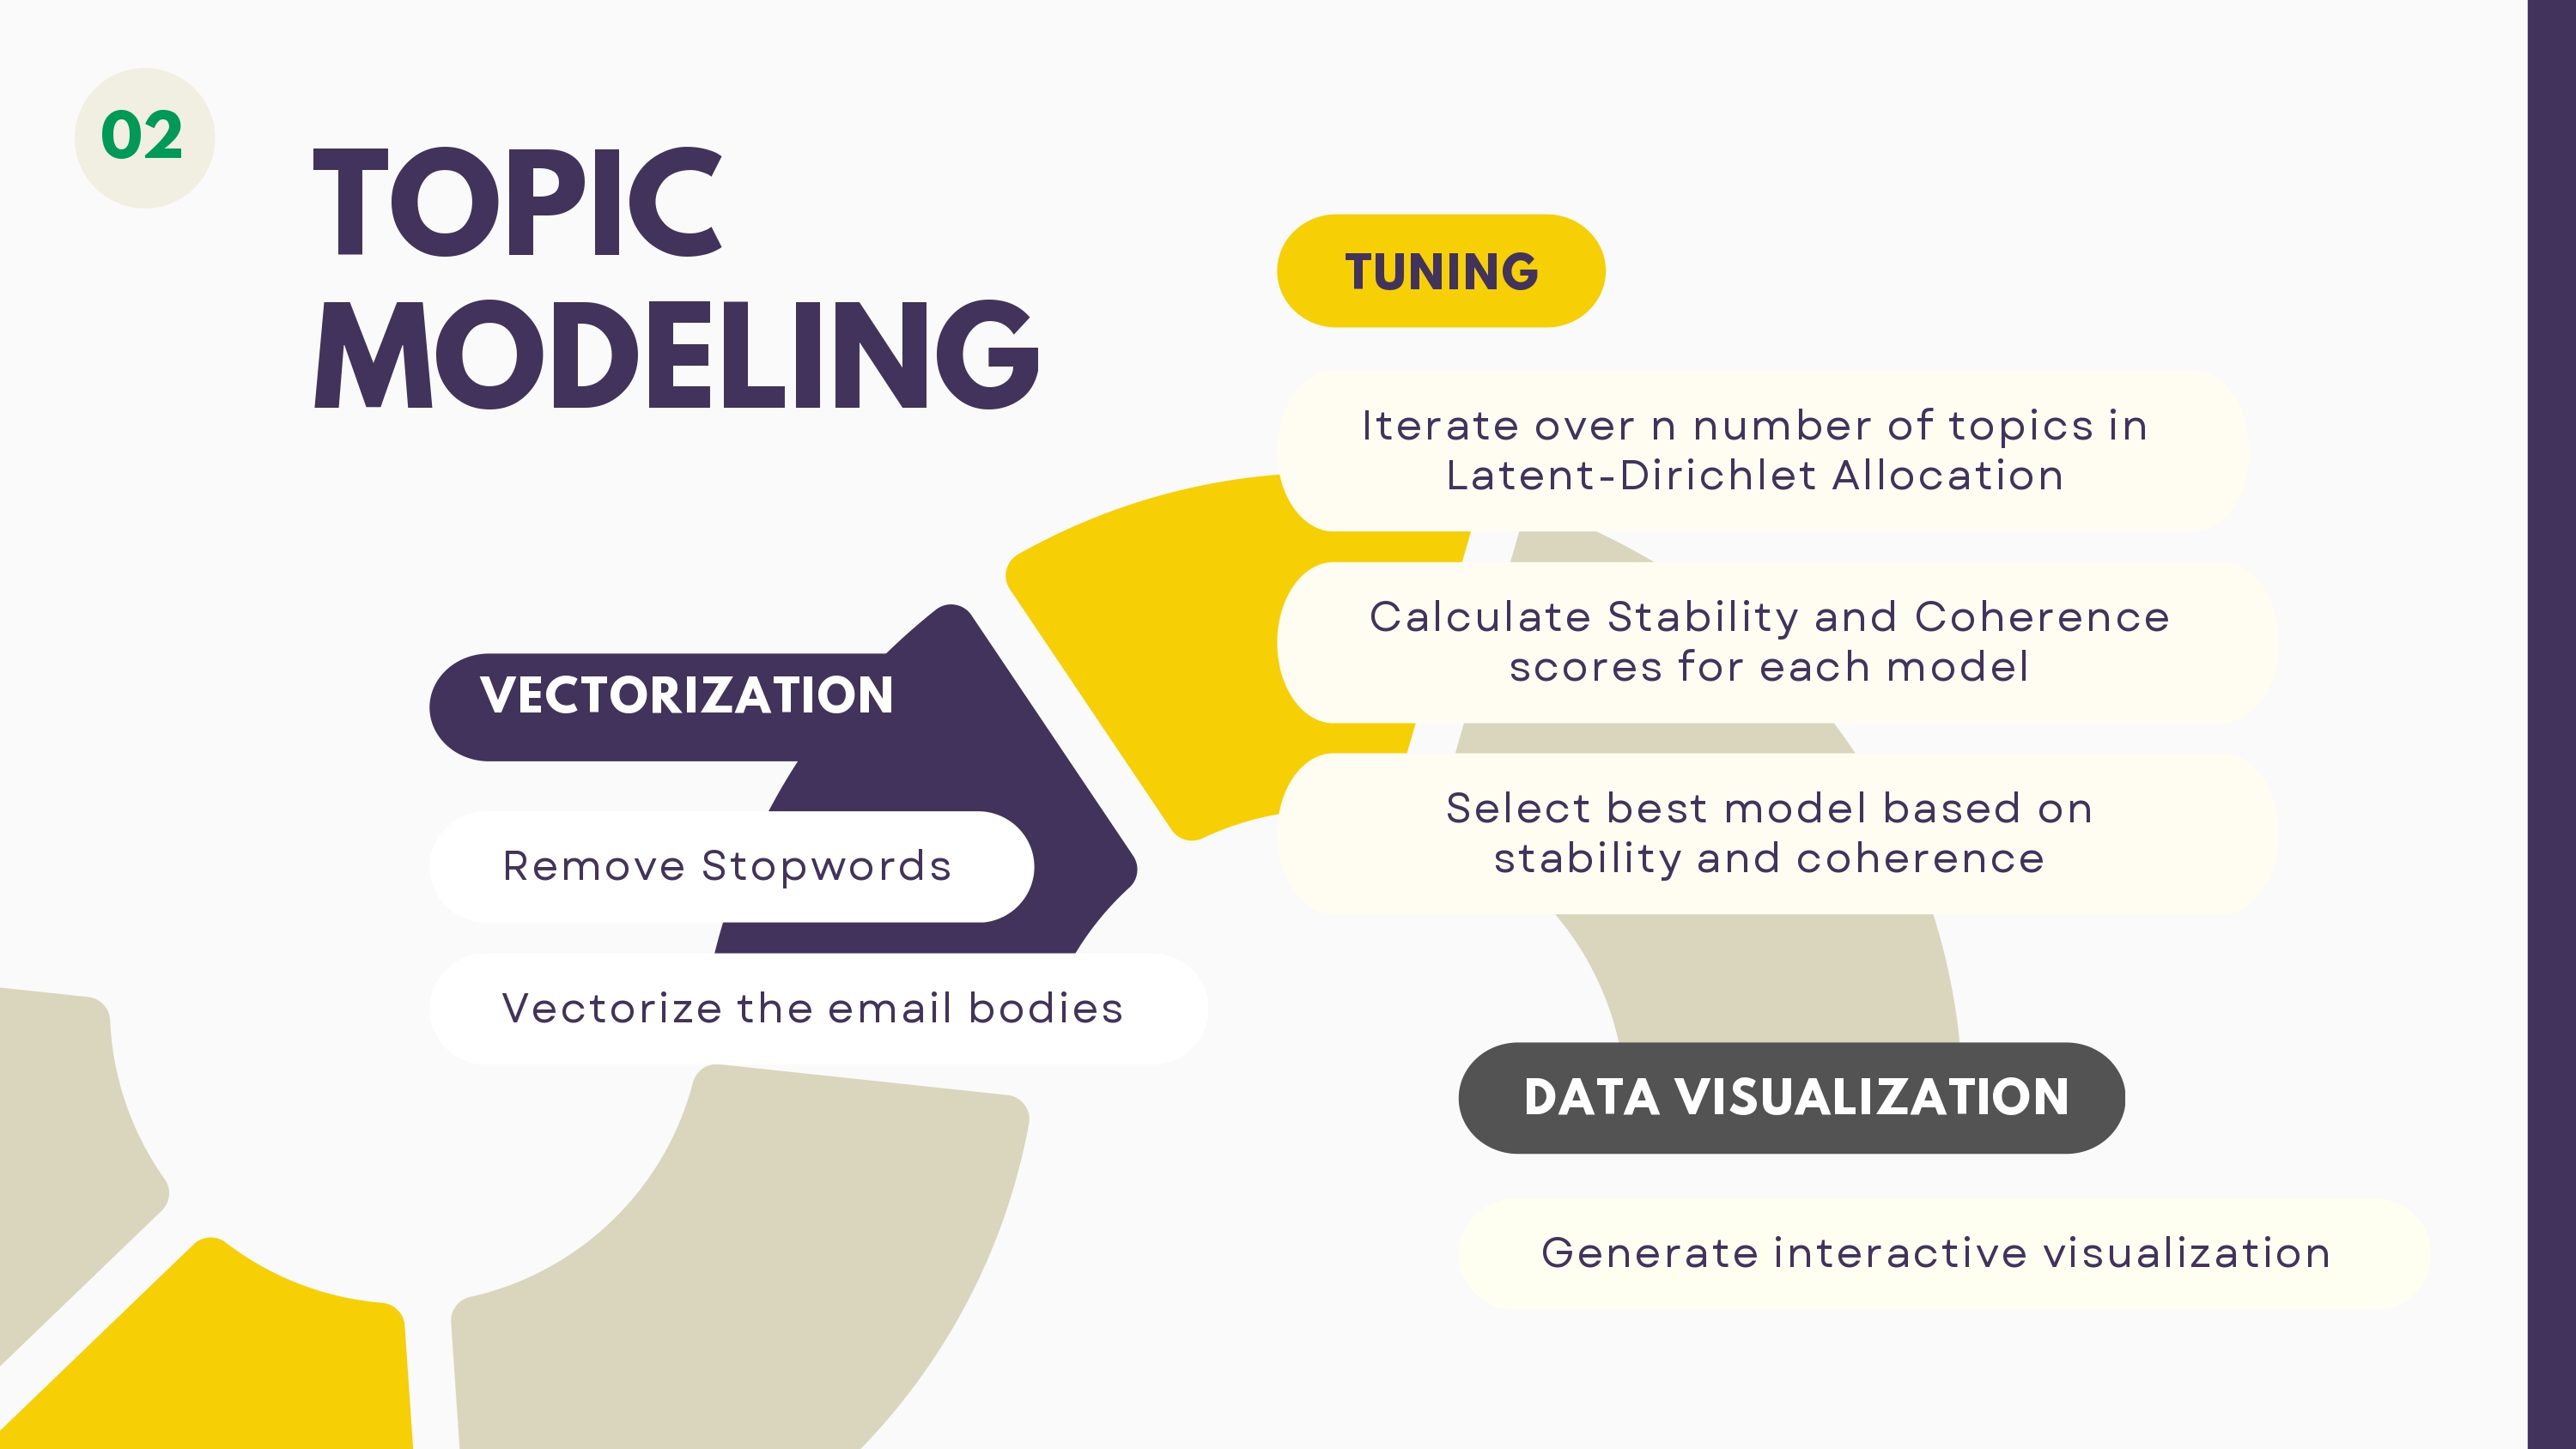 02
TOPIC
MODELING
VECTORIZATION
Remove Stopwords
Vectorize the email bodies
TUNING
Iterate over n number of topics in
Latent-Dirichlet Allocation
Calculate Stability and Coherence
scores for each model
Select best model based on
stability and coherence
DATA VISUALIZATION
Generate interactive visualization